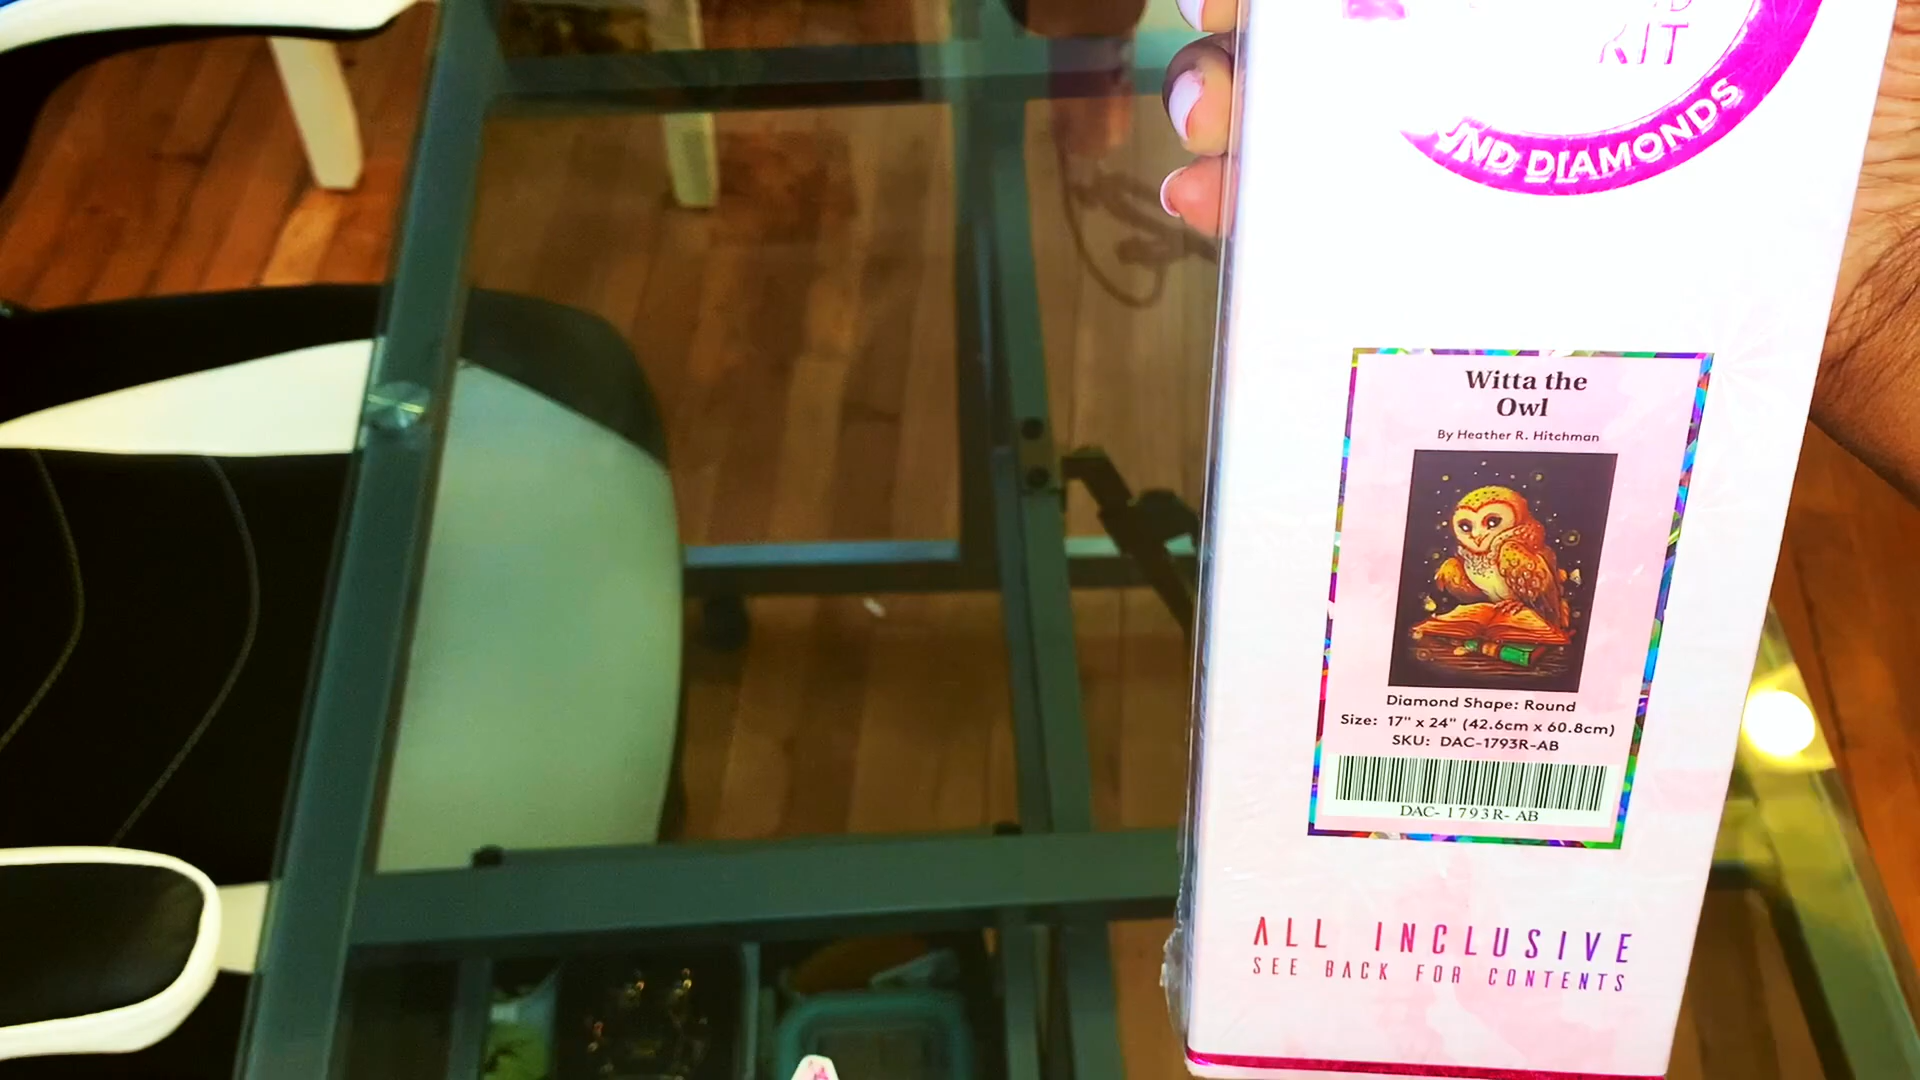 KIT
DIAMONDS
Witta the
Owl
By Heather R. Hitchman
Diamond Shape: Round
Size: 17" x 24" (42.6cm x 60.8cm)
SKU: DAC-1793R-AB
DAC- 1793R- AB
ALL INCLUSIVE
SEE BACK FOR CONTENTS